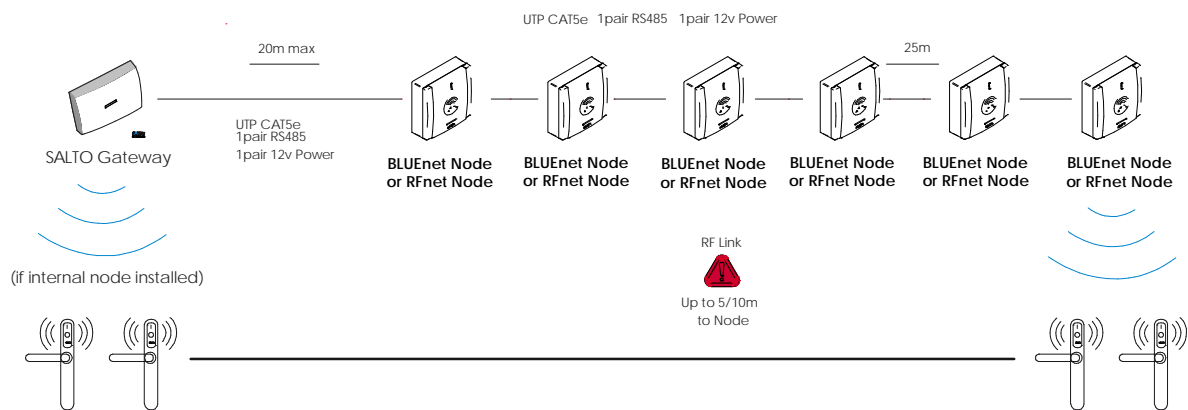 UTP CAT5e 1pair RS485 1pair 12v Power
20m max
25m
UTP CAT5e
1pair RS485
1pair 12v Power
SALTO Gateway
BLUEnet Node
or RFnet Node
BLUEnet Node
or RFnet Node
BLUEnet Node
or RFnet Node
BLUEnet Node
or RFnet Node
BLUEnet Node
or RFnet Node
BLUEnet Node
or RFnet Node
(if internal node installed)
RF Link
Up to 5/10m
to Node